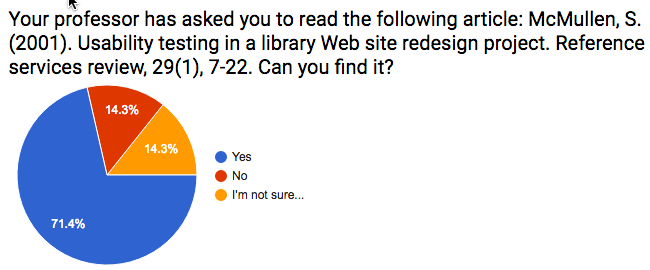 Your professor has asked you to read the following article: McMullen, S.
(2001). Usability testing in a library Web site redesign project. Reference
services review, 29(1), 7-22. Can you find it?
14.3%
14.3%
71.4%
Yes
No
I'm not sure...